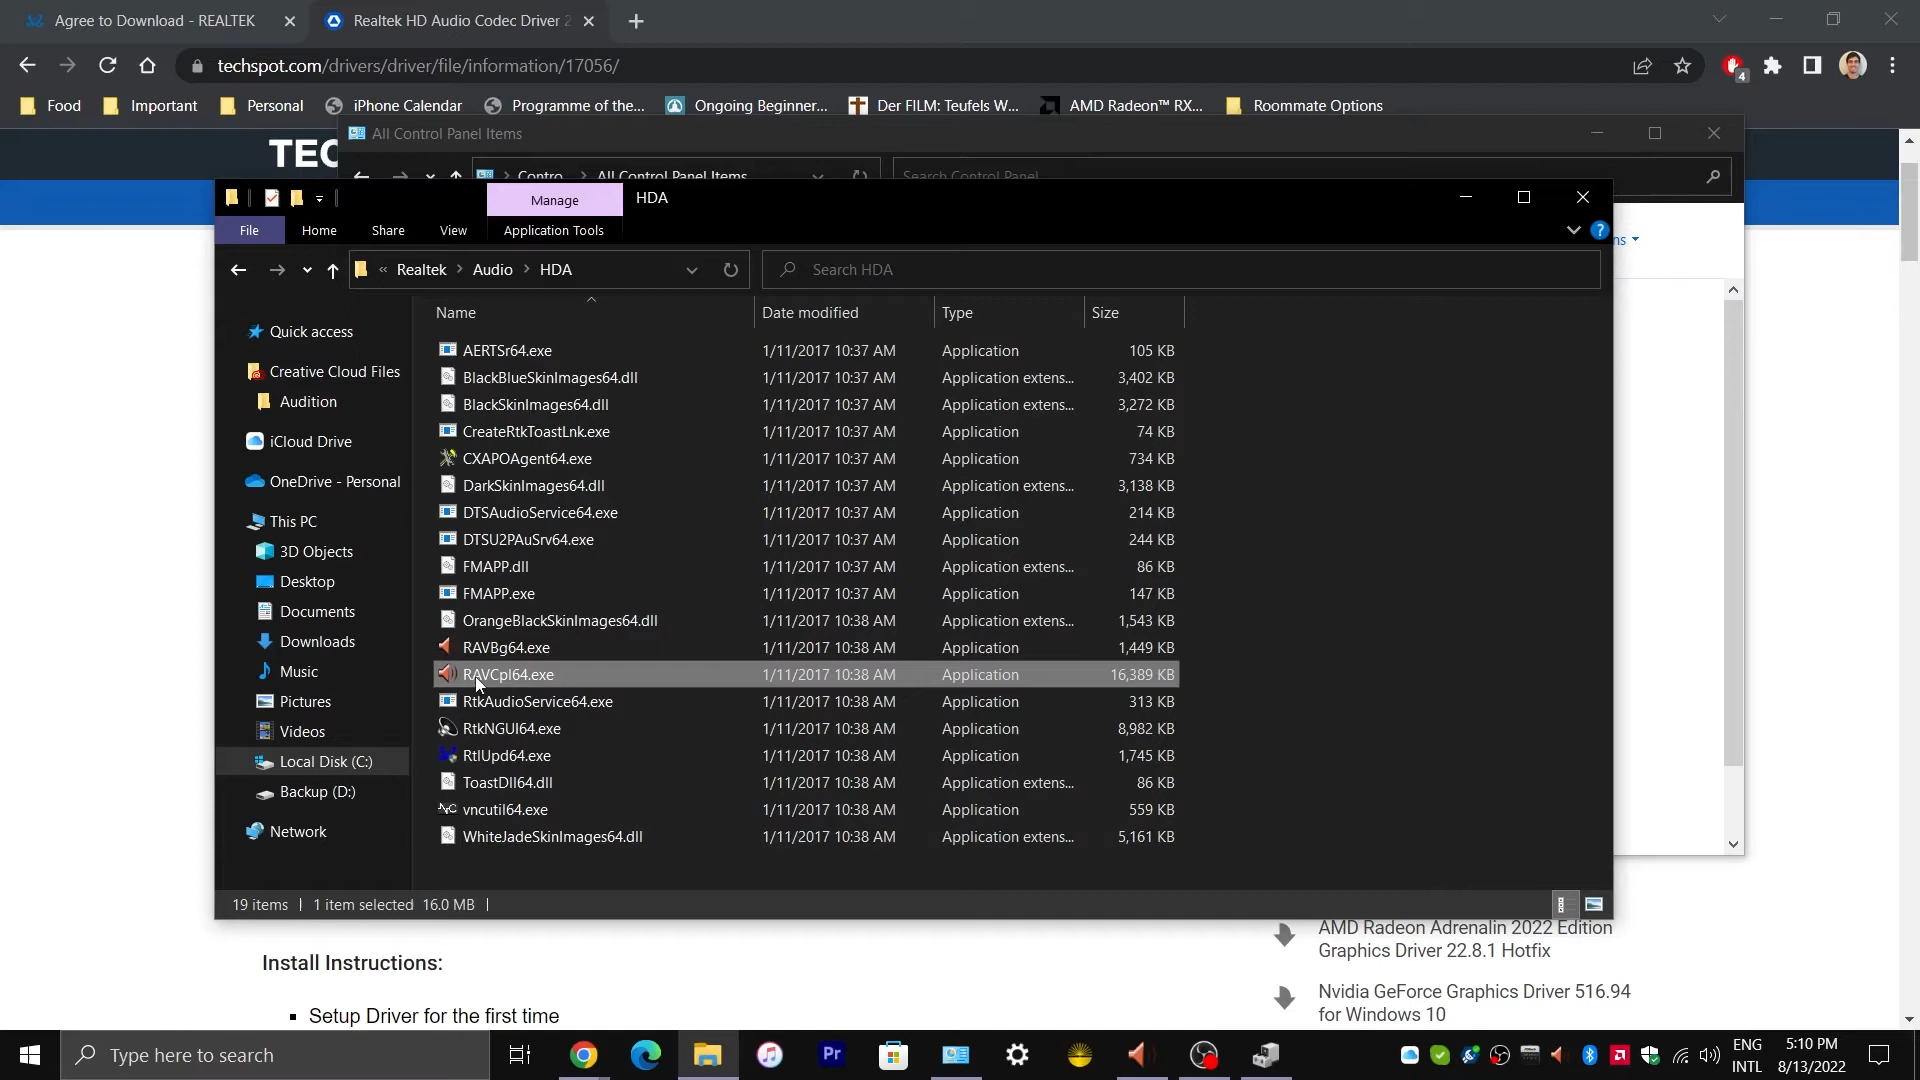 Agree to Download - REALTEK
Realtek HD Audio Codec Driver 2
techspot.com/drivers/driver/file/information/17056/
4
Food
Important
Personal
iPhone Calendar
Programme of the...
Ongoing Beginner...
Der FILM: Teufels W...
AMD Radeon™ RX...
Roommate Options
TEC
All Control Panel Items
Contro
All Control Panel Items
Search Control Panel
Manage
HDA
File
Home
Share
View
Application Tools
ns
« Realtek > Audio > HDA
Search HDA
Name
Date modified
Type
Size
Quick access
Creative Cloud Files
Audition
iCloud Drive
OneDrive - Personal
This PC
3D Objects
Desktop
Documents
Downloads
Music
Pictures
Videos
Local Disk (C:)
Backup (D:)
Network
AERTSr64.exe 1/11/2017 10:37 AM Application 105 KB
BlackBlueSkinImages64.dll 1/11/2017 10:37 AM Application extens... 3,402 KB
BlackSkinImages64.dll 1/11/2017 10:37 AM Application extens... 3,272 KB
CreateRtkToastLnk.exe 1/11/2017 10:37 AM Application 74 KB
CXAPOAgent64.exe 1/11/2017 10:37 AM Application 734 KB
DarkSkinImages64.dll 1/11/2017 10:37 AM Application extens... 3,138 KB
DTSAudioService64.exe 1/11/2017 10:37 AM Application 214 KB
DTSU2PAuSrv64.exe 1/11/2017 10:37 AM Application 244 KB
FMAPP.dll 1/11/2017 10:37 AM Application extens... 86 KB
FMAPP.exe 1/11/2017 10:37 AM Application 147 KB
OrangeBlackSkinImages64.dll 1/11/2017 10:38 AM Application extens... 1,543 KB
RAVBg64.exe 1/11/2017 10:38 AM Application 1,449 KB
RAVCpl64.exe 1/11/2017 10:38 AM Application 16,389 KB
RtkAudioService64.exe 1/11/2017 10:38 AM Application 313 KB
RtkNGUI64.exe 1/11/2017 10:38 AM Application 8,982 KB
RtlUpd64.exe 1/11/2017 10:38 AM Application 1,745 KB
ToastDll64.dll 1/11/2017 10:38 AM Application extens... 86 KB
vncutil64.exe 1/11/2017 10:38 AM Application 559 KB
WhiteJadeSkinImages64.dll 1/11/2017 10:38 AM Application extens... 5,161 KB
19 items | 1 item selected 16.0 MB |
Install Instructions:
▪ Setup Driver for the first time
AMD Radeon Adrenalin 2022 Edition
Graphics Driver 22.8.1 Hotfix
Nvidia GeForce Graphics Driver 516.94
for Windows 10
Type here to search
Pr
ENG
INTL
5:10 PM
8/13/2022